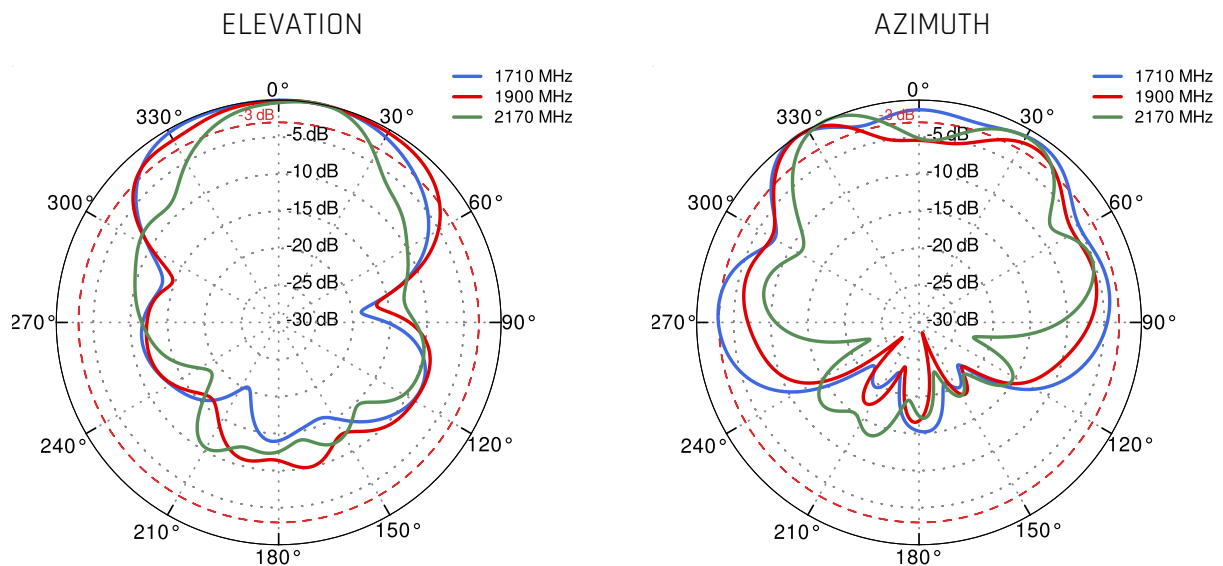 ELEVATION
1710 MHz
1900 MHz
2170 MHz
0°
330°
30°
-3 dB
-5 dB
-10 dB
300°
60°
-15 dB
-20 dB
-25 dB
270°
-30 dB
90°
240°
120°
210°
150°
180°
AZIMUTH
1710 MHz
1900 MHz
2170 MHz
0°
330°
30°
-3 dB
-5 dB
-10 dB
300°
60°
-15 dB
-20 dB
-25 dB
270°
-30 dB
90°
240°
120°
210°
150°
180°